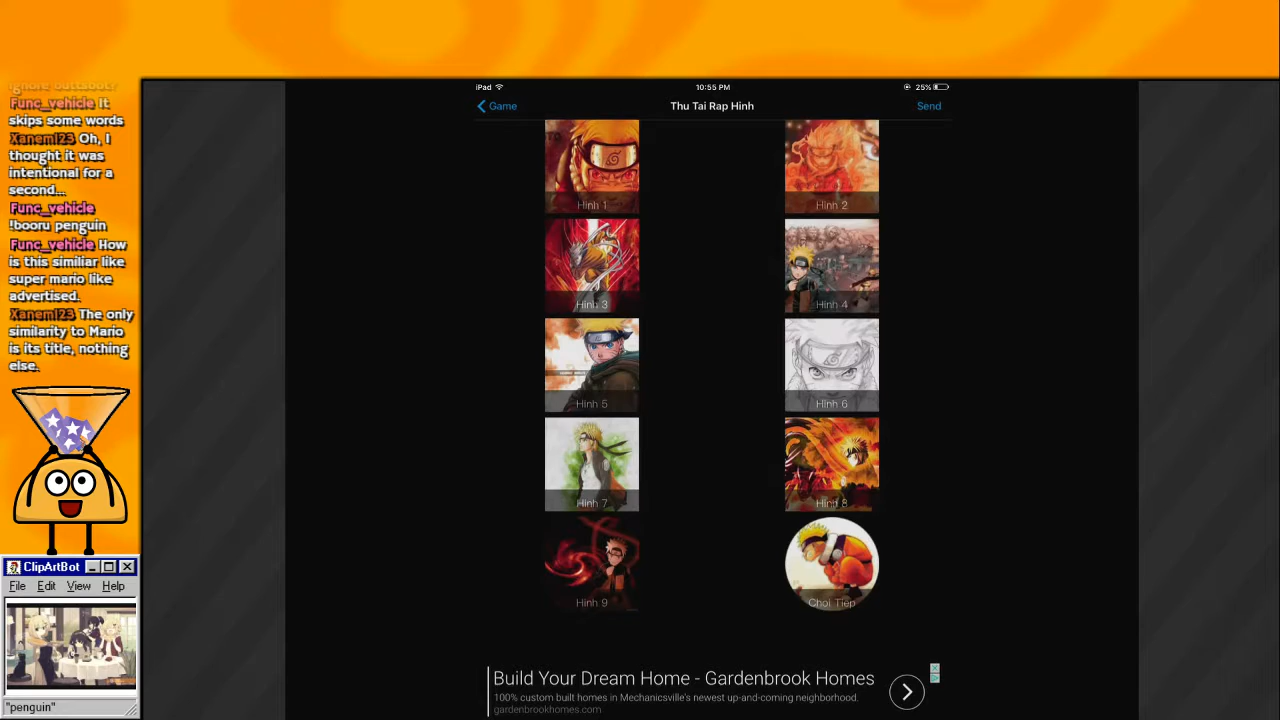 ignore buttsbot?
Func_vehicle It
skips some words
Xanem123 Oh, I
thought it was
intentional for a
second...
Func_vehicle
!booru penguin
Func_vehicle How
is this similiar like
super mario like
advertised.
Xanem123 The only
similarity to Mario
is its title, nothing
else.
ClipArtBot
File Edit View Help
"penguin"
iPad
10:55 PM
25%
Game
Thu Tai Rap Hinh
Send
Hinh 1
Hinh 2
Hinh 3
Hinh 4
Hinh 5
Hinh 6
Hinh 7
Hinh 8
Hinh 9
Choi Tiep
Build Your Dream Home - Gardenbrook Homes
100% custom built homes in Mechanicsville's newest up-and-coming neighborhood.
gardenbrookhomes.com